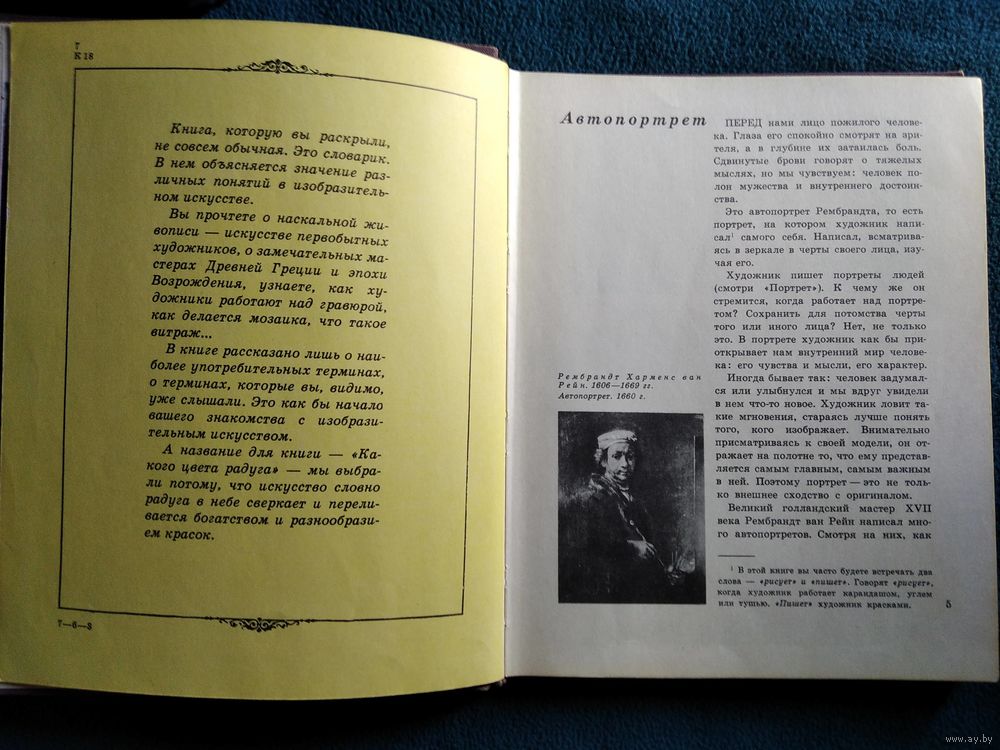 7
К 18
Книга, которую вы раскрыли,
не совсем обычная. Это словарик.
В нем объясняется значение раз-
личных понятий в изобразитель-
ном искусстве.
Вы прочтете о наскальной жи-
вописи — искусстве первобытных
художников, о замечательных ма-
стерах Древней Греции и эпохи
Возрождения, узнаете, как ху-
дожники работают над гравюрой,
как делается мозаика, что такое
витраж...
В книге рассказано лишь о наи-
более употребительных терминах,
о терминах, которые вы, видимо,
уже слышали. Это как бы начало
вашего знакомства с изобрази-
тельным искусством.
А название для книги — «Ка-
кого цвета радуга» — мы выбра-
ли потому, что искусство словно
радуга в небе сверкает и перели-
вается богатством и разнообрази-
ем красок.
7—6—3
Автопортрет
ПЕРЕД нами лицо пожилого челове-
ка. Глаза его спокойно смотрят на зри-
теля, а в глубине их затаилась боль.
Сдвинутые брови говорят о тяжелых
мыслях, но мы чувствуем: человек по-
лон мужества и внутреннего достоин-
ства.
Это автопортрет Рембрандта, то есть
портрет, на котором художник напи-
сал¹ самого себя. Написал, всматрива-
ясь в зеркале в черты своего лица, изу-
чая его.
Художник пишет портреты людей
(смотри «Портрет»). К чему же он
стремится, когда работает над портре-
том? Сохранить для потомства черты
того или иного лица? Нет, не только
это. В портрете художник как бы при-
открывает нам внутренний мир челове-
ка: его чувства и мысли, его характер.
Иногда бывает так: человек задумал-
ся или улыбнулся и мы вдруг увидели
в нем что-то новое. Художник ловит та-
кие мгновения, стараясь лучше понять
того, кого изображает. Внимательно
присматриваясь к своей модели, он от-
ражает на полотне то, что ему представ-
ляется самым главным, самым важным
в ней. Поэтому портрет — это не толь-
ко внешнее сходство с оригиналом.
Великий голландский мастер XVII
века Рембрандт ван Рейн написал мно-
го автопортретов. Смотря на них, как
Рембрандт Харменс ван
Рейн. 1606—1669 гг.
Автопортрет. 1660 г.
¹ В этой книге вы часто будете встречать два
слова — «рисует» и «пишет». Говорят «рисует»,
когда художник работает карандашом, углем
или тушью. «Пишет» художник красками.
5
www.ay.by